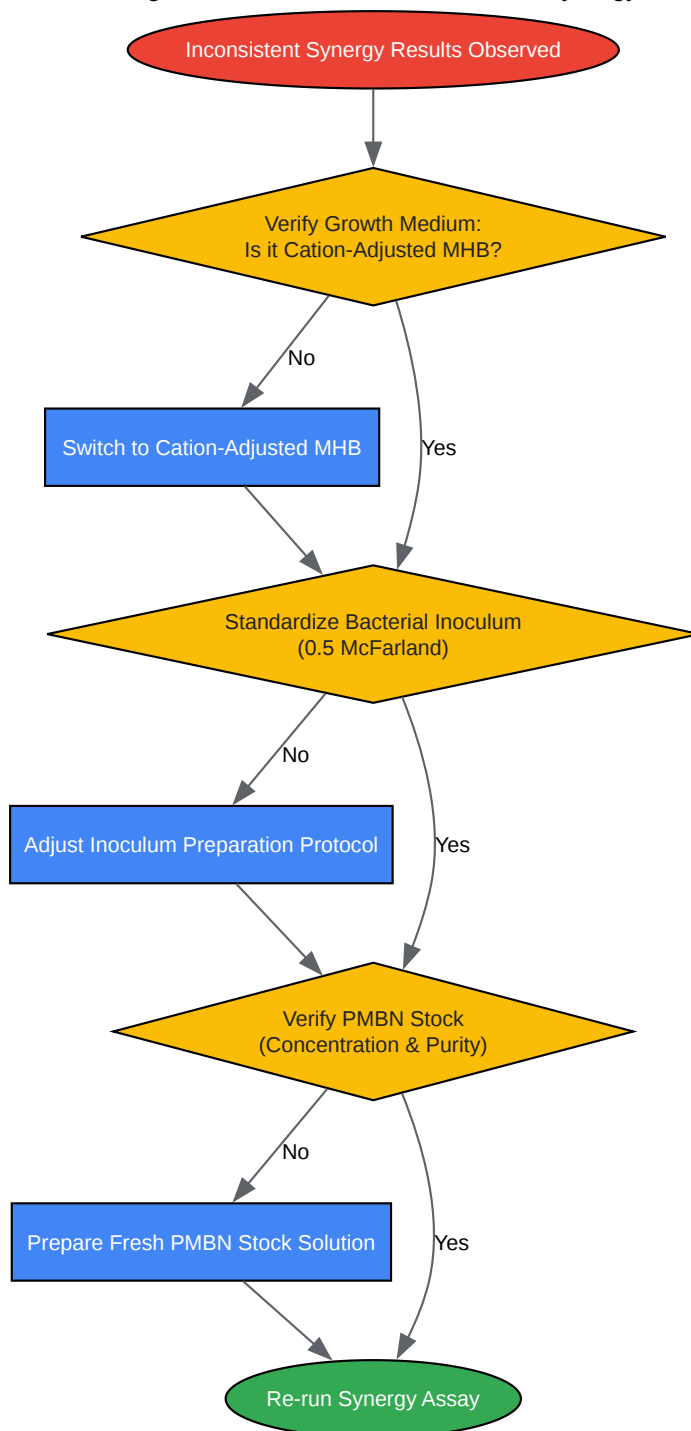 Inconsistent Synergy Results Observed
Verify Growth Medium:
Is it Cation-Adjusted MHB?
No
Switch to Cation-Adjusted MHB
Yes
Standardize Bacterial Inoculum
(0.5 McFarland)
No
Adjust Inoculum Preparation Protocol
Yes
Verify PMBN Stock
(Concentration & Purity)
No
Prepare Fresh PMBN Stock Solution
Yes
Re-run Synergy Assay